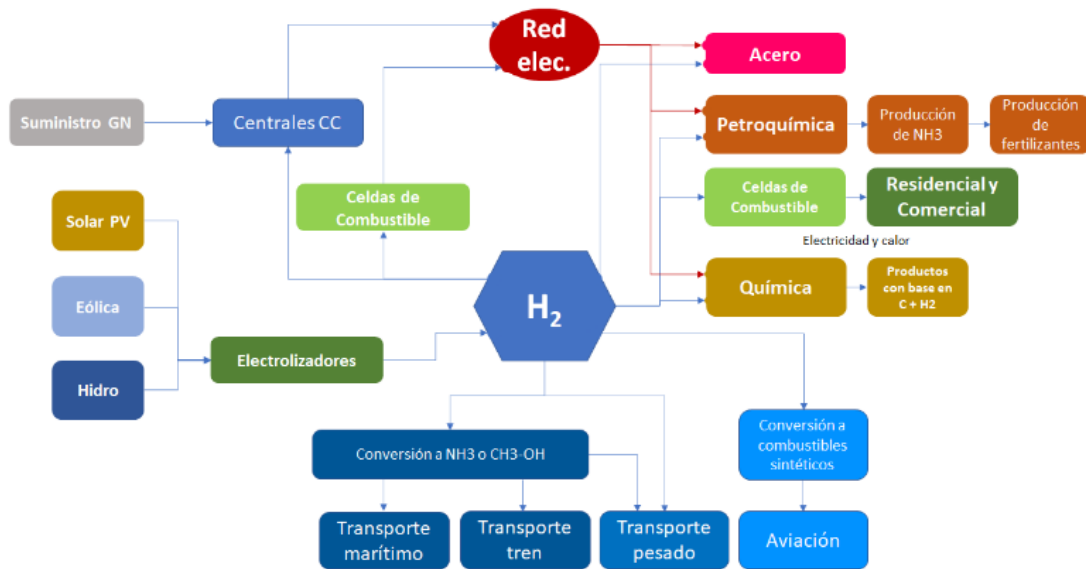 Red
elec.
Acero
Suministro GN
Centrales CC
Petroquímica
Producción
de NH3
Producción
de
fertilizantes
Celdas de
Combustible
Celdas de
Combustible
Residencial y
Comercial
Electricidad y calor
Solar PV
Eólica
Hidro
Electrolizadores
H₂
Química
Productos
con base en
C + H2
Conversión a NH3 o CH3-OH
Conversión a
combustibles
sintéticos
Transporte
marítimo
Transporte
tren
Transporte
pesado
Aviación